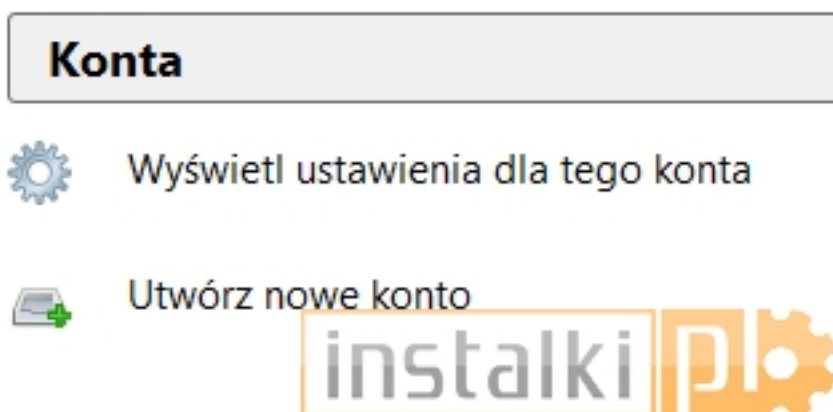 Konta
Wyświetl ustawienia dla tego konta
Utwórz nowe konto
instalki pl